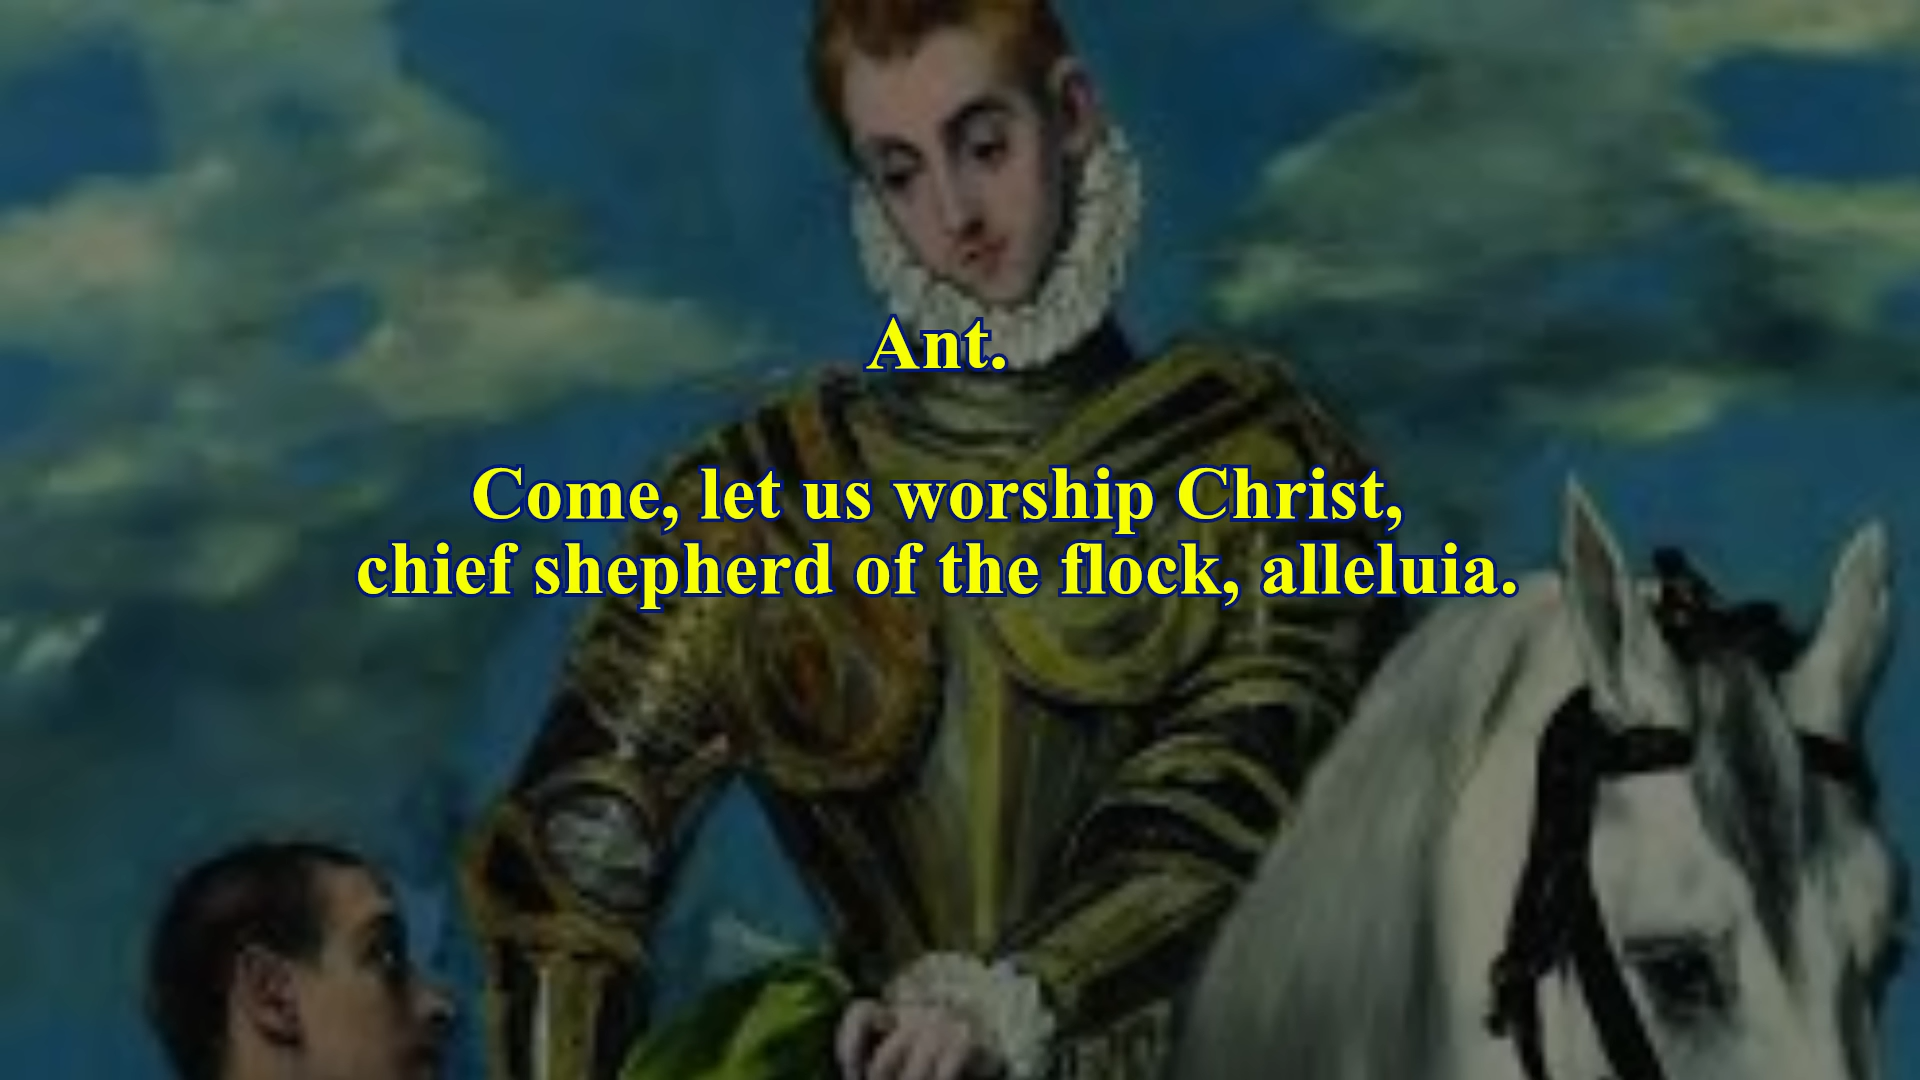 Ant.
Come, let us worship Christ,
chief shepherd of the flock, alleluia.